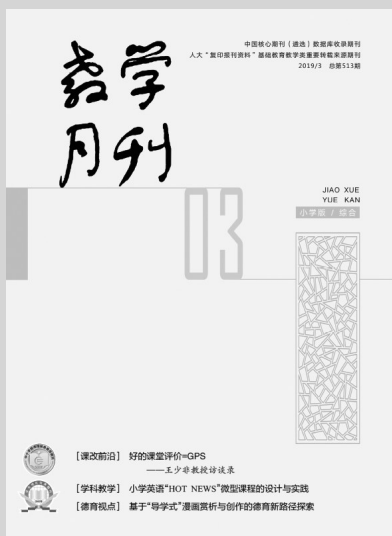 中国核心期刊（遴选）数据库收录期刊
人大“复印报刊资料”基础教育教学类重要转载来源期刊
2019/3 总第513期
教学
月刊
JIAO XUE
YUE KAN
小学版 / 综合
03
[课改前沿] 好的课堂评价=GPS
——王少非教授访谈录
[学科教学] 小学英语“HOT NEWS”微型课程的设计与实践
[德育视点] 基于“导学式”漫画赏析与创作的德育新路径探索